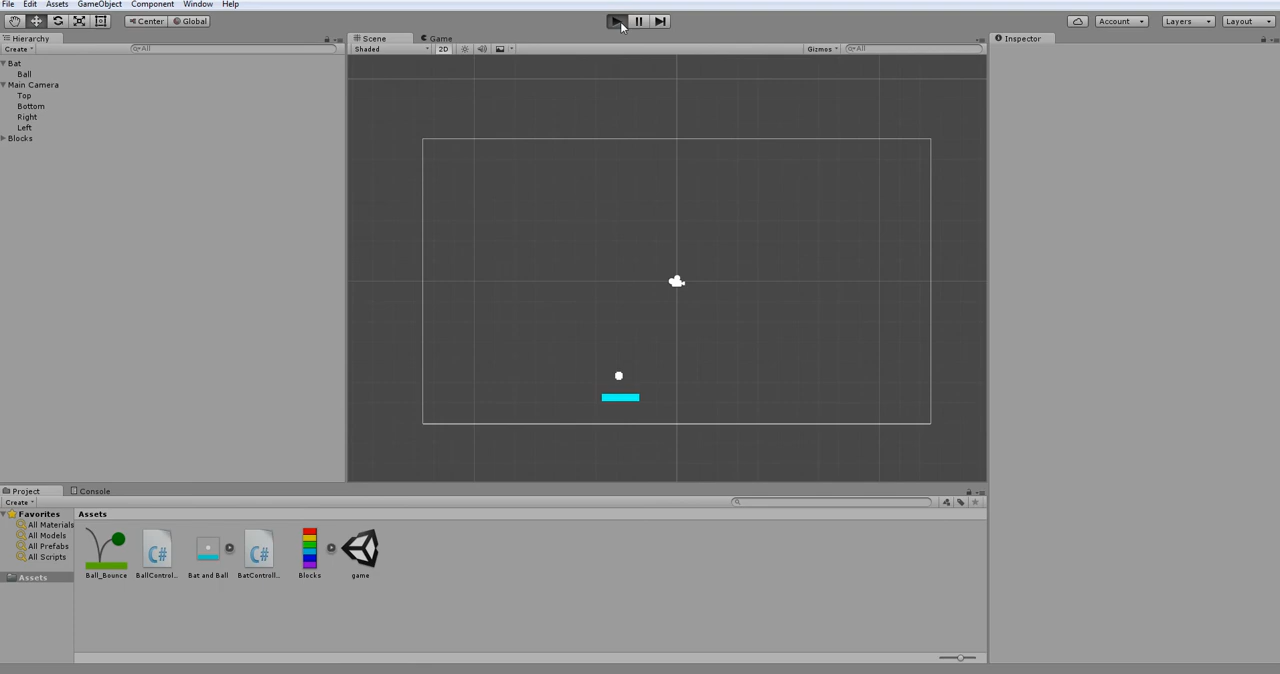 File Edit Assets GameObject Component Window Help
Center Global Account Layers Layout
Hierarchy Scene Game Inspector
Create All Shaded 2D Gizmos All
Bat
Ball
Main Camera
Top
Bottom
Right
Left
Blocks
Project Console
Create
Favorites Assets
All Materials
All Models
All Prefabs
All Scripts
Assets
C# C#
Ball_Bounce BallControl... Bat and Ball BatControll... Blocks game